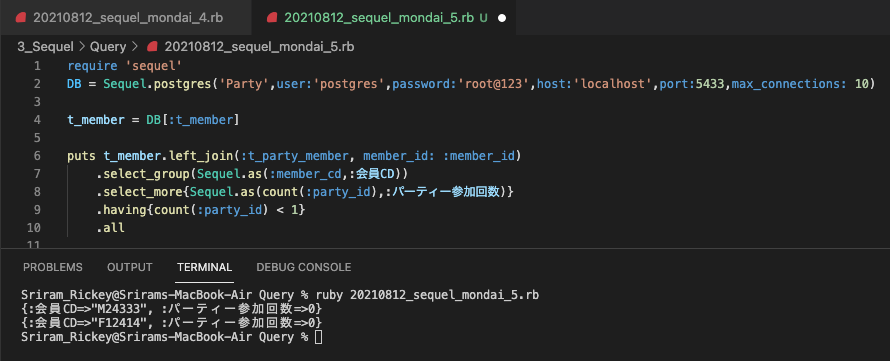 20210812_sequel_mondai_4.rb 20210812_sequel_mondai_5.rb U
3_Sequel > Query > 20210812_sequel_mondai_5.rb
1 require 'sequel'
2 DB = Sequel.postgres('Party',user:'postgres',password:'root@123',host:'localhost',port:5433,max_connections: 10)
3
4 t_member = DB[:t_member]
5
6 puts t_member.left_join(:t_party_member, member_id: :member_id)
7 .select_group(Sequel.as(:member_cd,:会員CD))
8 .select_more{Sequel.as(count(:party_id),:パーティー参加回数)}
9 .having{count(:party_id) < 1}
10 .all
11
PROBLEMS OUTPUT TERMINAL DEBUG CONSOLE
Sriram_Rickey@Srirams-MacBook-Air Query % ruby 20210812_sequel_mondai_5.rb
{:会員CD=>"M24333", :パーティー参加回数=>0}
{:会員CD=>"F12414", :パーティー参加回数=>0}
Sriram_Rickey@Srirams-MacBook-Air Query %